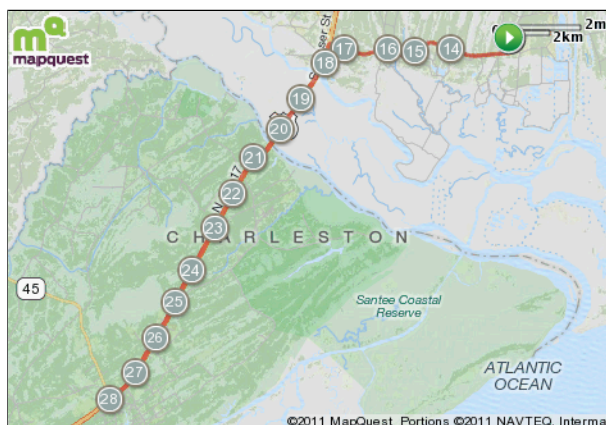 mapquest
2m
2km
14
15
16
17
18
19
20
21
22
23
24
25
26
27
28
N
17
45
CHARLESTON
Santee Coastal
Reserve
ATLANTIC
OCEAN
©2011 MapQuest, Portions ©2011 NAVTEQ, Interma